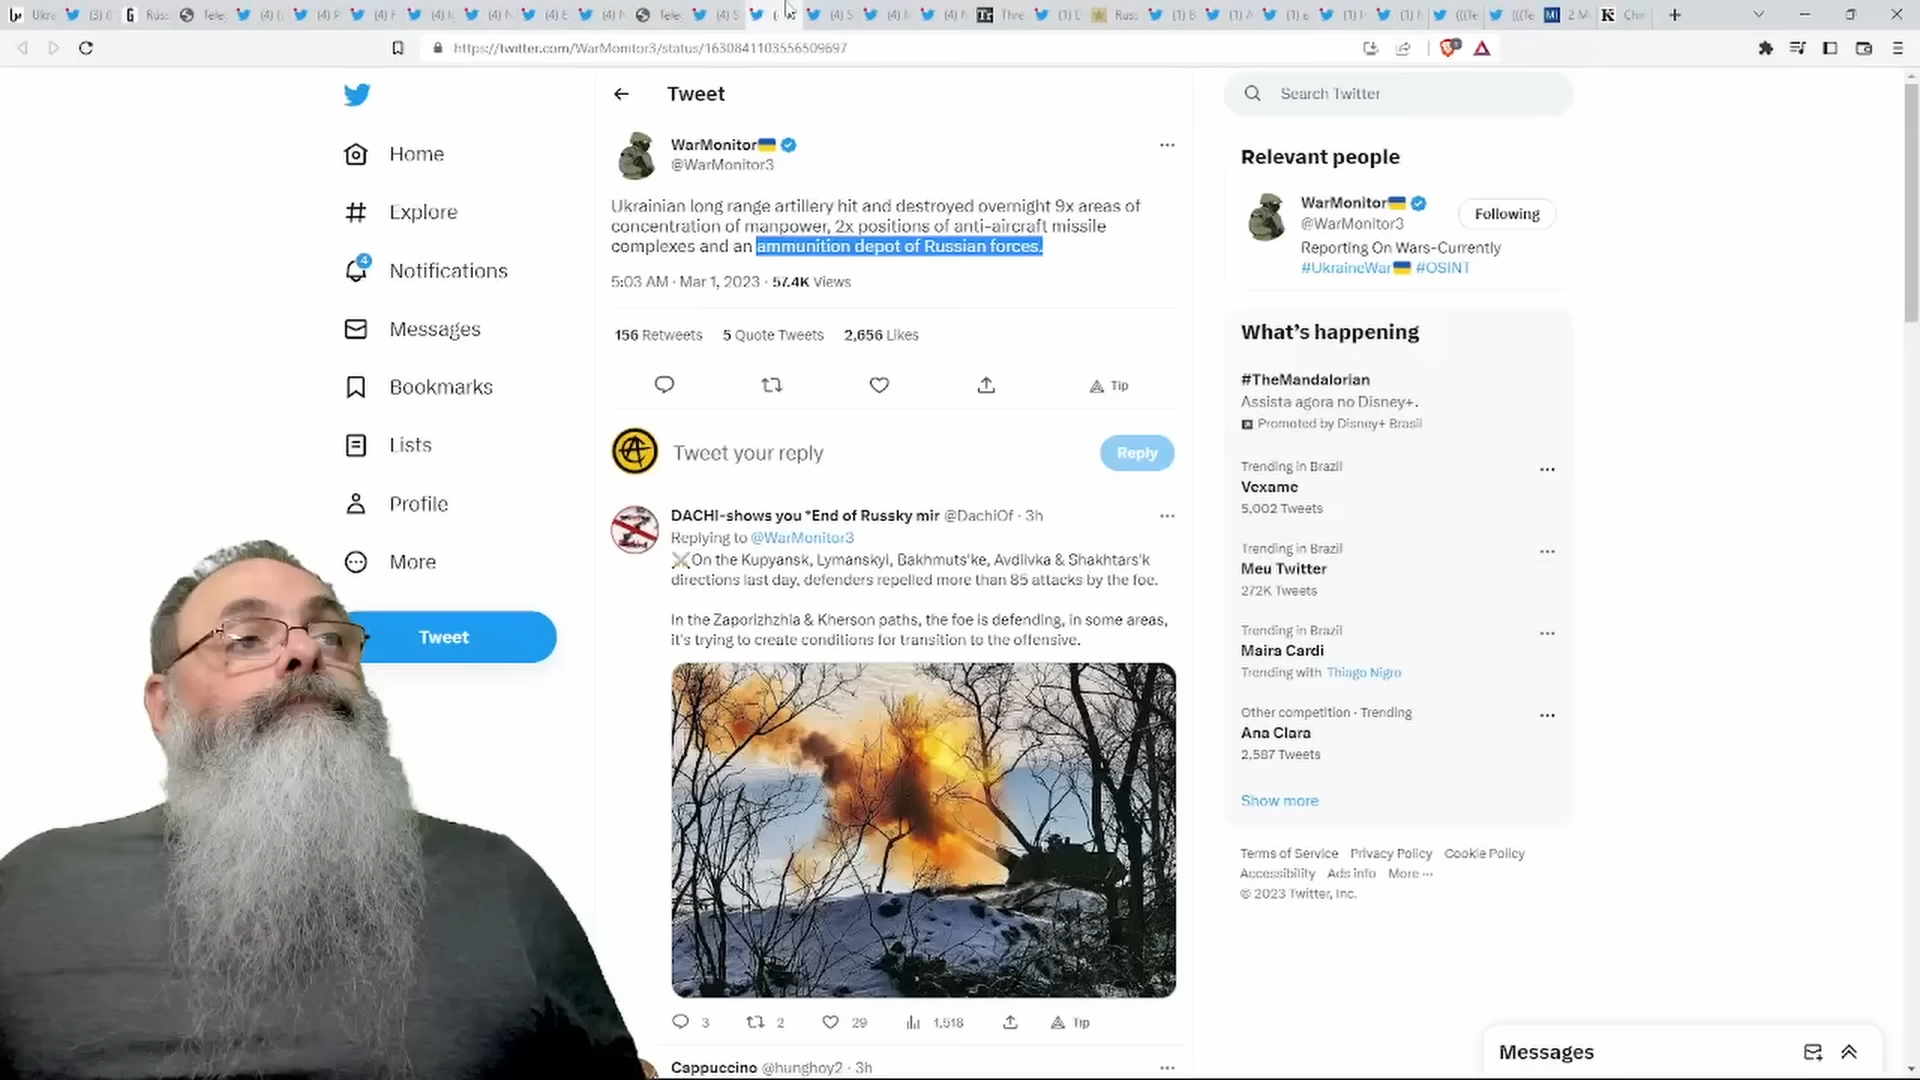 https://twitter.com/WarMonitor3/status/1630841103556509697
Home
Explore
4
Notifications
Messages
Bookmarks
Lists
Profile
More
Tweet
Tweet
WarMonitor
@WarMonitor3
Ukrainian long range artillery hit and destroyed overnight 9x areas of
concentration of manpower, 2x positions of anti-aircraft missile
complexes and an ammunition depot of Russian forces.
5:03 AM · Mar 1, 2023 · 57.4K Views
156 Retweets 5 Quote Tweets 2,656 Likes
Tip
Tweet your reply
Reply
DACHI-shows you *End of Russky mir @DachiOf · 3h
Replying to @WarMonitor3
On the Kupyansk, Lymanskyi, Bakhmuts'ke, Avdiivka & Shakhtars'k
directions last day, defenders repelled more than 85 attacks by the foe.
In the Zaporizhzhia & Kherson paths, the foe is defending, in some areas,
it's trying to create conditions for transition to the offensive.
3 2 29 1,518 Tip
Cappuccino @hunghoy2 · 3h
Search Twitter
Relevant people
WarMonitor
@WarMonitor3
Following
Reporting On Wars-Currently
#UkraineWar #OSINT
What's happening
#TheMandalorian
Assista agora no Disney+.
Promoted by Disney+ Brasil
Trending in Brazil
Vexame
5,002 Tweets
Trending in Brazil
Meu Twitter
272K Tweets
Trending in Brazil
Maira Cardi
Trending with Thiago Nigro
Other competition · Trending
Ana Clara
2,587 Tweets
Show more
Terms of Service Privacy Policy Cookie Policy
Accessibility Ads info More ···
© 2023 Twitter, Inc.
Messages